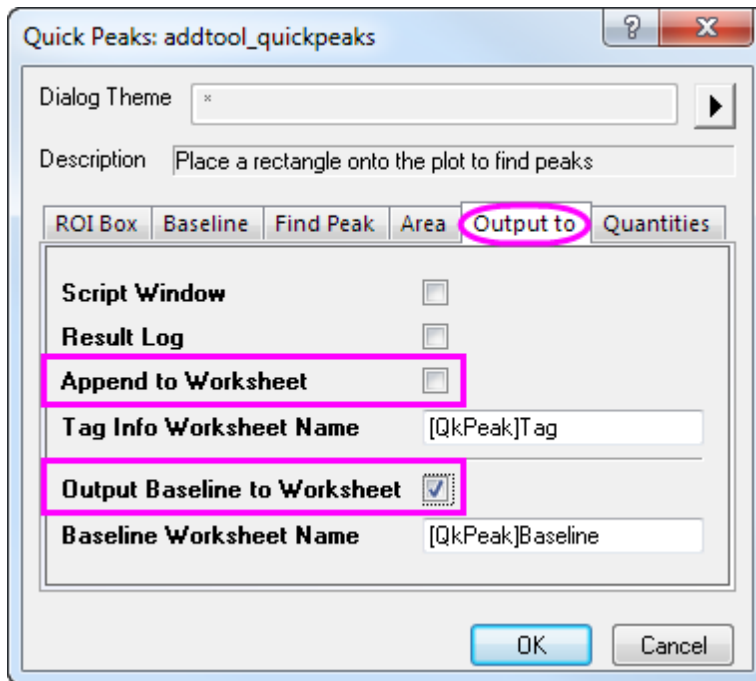 Quick Peaks: addtool_quickpeaks
?
Dialog Theme *
Description Place a rectangle onto the plot to find peaks
ROI Box Baseline Find Peak Area Output to Quantities
Script Window
Result Log
Append to Worksheet
Tag Info Worksheet Name [QkPeak]Tag
Output Baseline to Worksheet
Baseline Worksheet Name [QkPeak]Baseline
OK Cancel